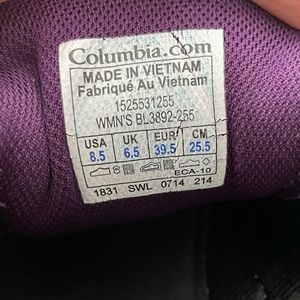 Columbia.com
MADE IN VIETNAM
Fabriqué Au Vietnam
1525531255
WMN'S BL3892-255
USA UK EUR CM
8.5 6.5 39.5 25.5
ECA-10
1831 SWL 0714 214